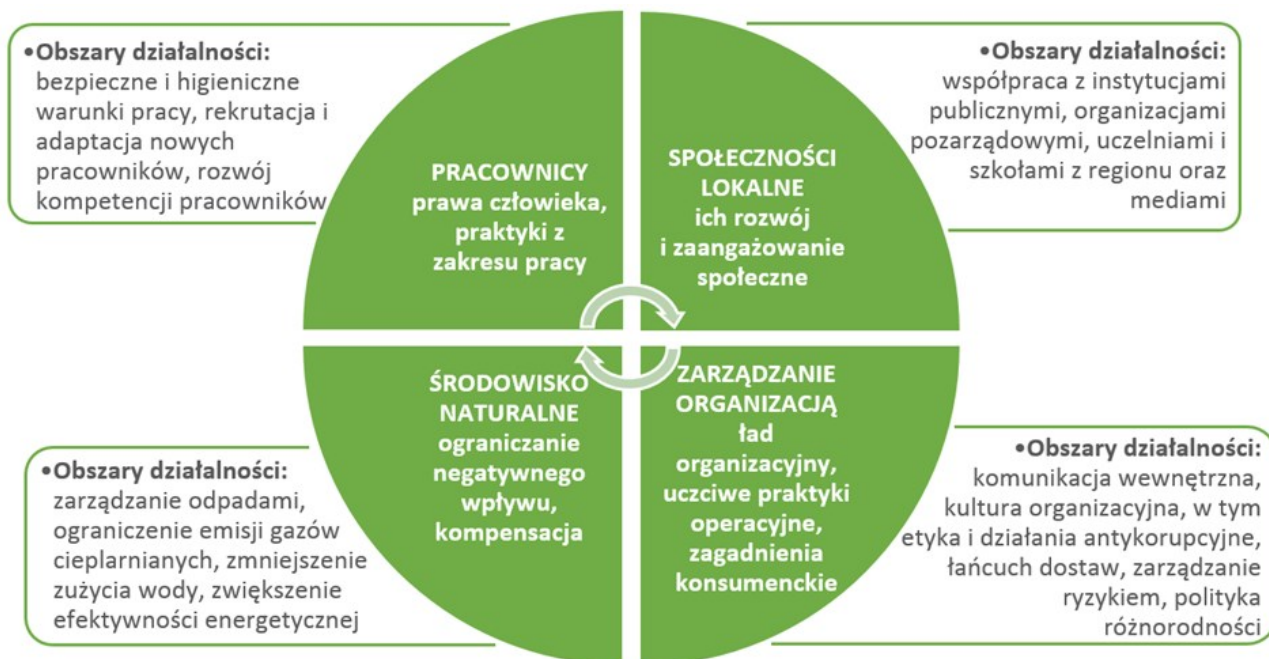 •Obszary działalności:
bezpieczne i higieniczne
warunki pracy, rekrutacja i
adaptacja nowych
pracowników, rozwój
kompetencji pracowników
PRACOWNICY
prawa człowieka,
praktyki z
zakresu pracy
SPOŁECZNOŚCI
LOKALNE
ich rozwój
i zaangażowanie
społeczne
•Obszary działalności:
współpraca z instytucjami
publicznymi, organizacjami
pozarządowymi, uczelniami i
szkołami z regionu oraz
mediami
•Obszary działalności:
zarządzanie odpadami,
ograniczenie emisji gazów
cieplarnianych, zmniejszenie
zużycia wody, zwiększenie
efektywności energetycznej
ŚRODOWISKO
NATURALNE
ograniczanie
negatywnego
wpływu,
kompensacja
ZARZĄDZANIE
ORGANIZACJĄ
ład
organizacyjny,
uczciwe praktyki
operacyjne,
zagadnienia
konsumenckie
•Obszary działalności:
komunikacja wewnętrzna,
kultura organizacyjna, w tym
etyka i działania antykorupcyjne,
łańcuch dostaw, zarządzanie
ryzykiem, polityka
różnorodności